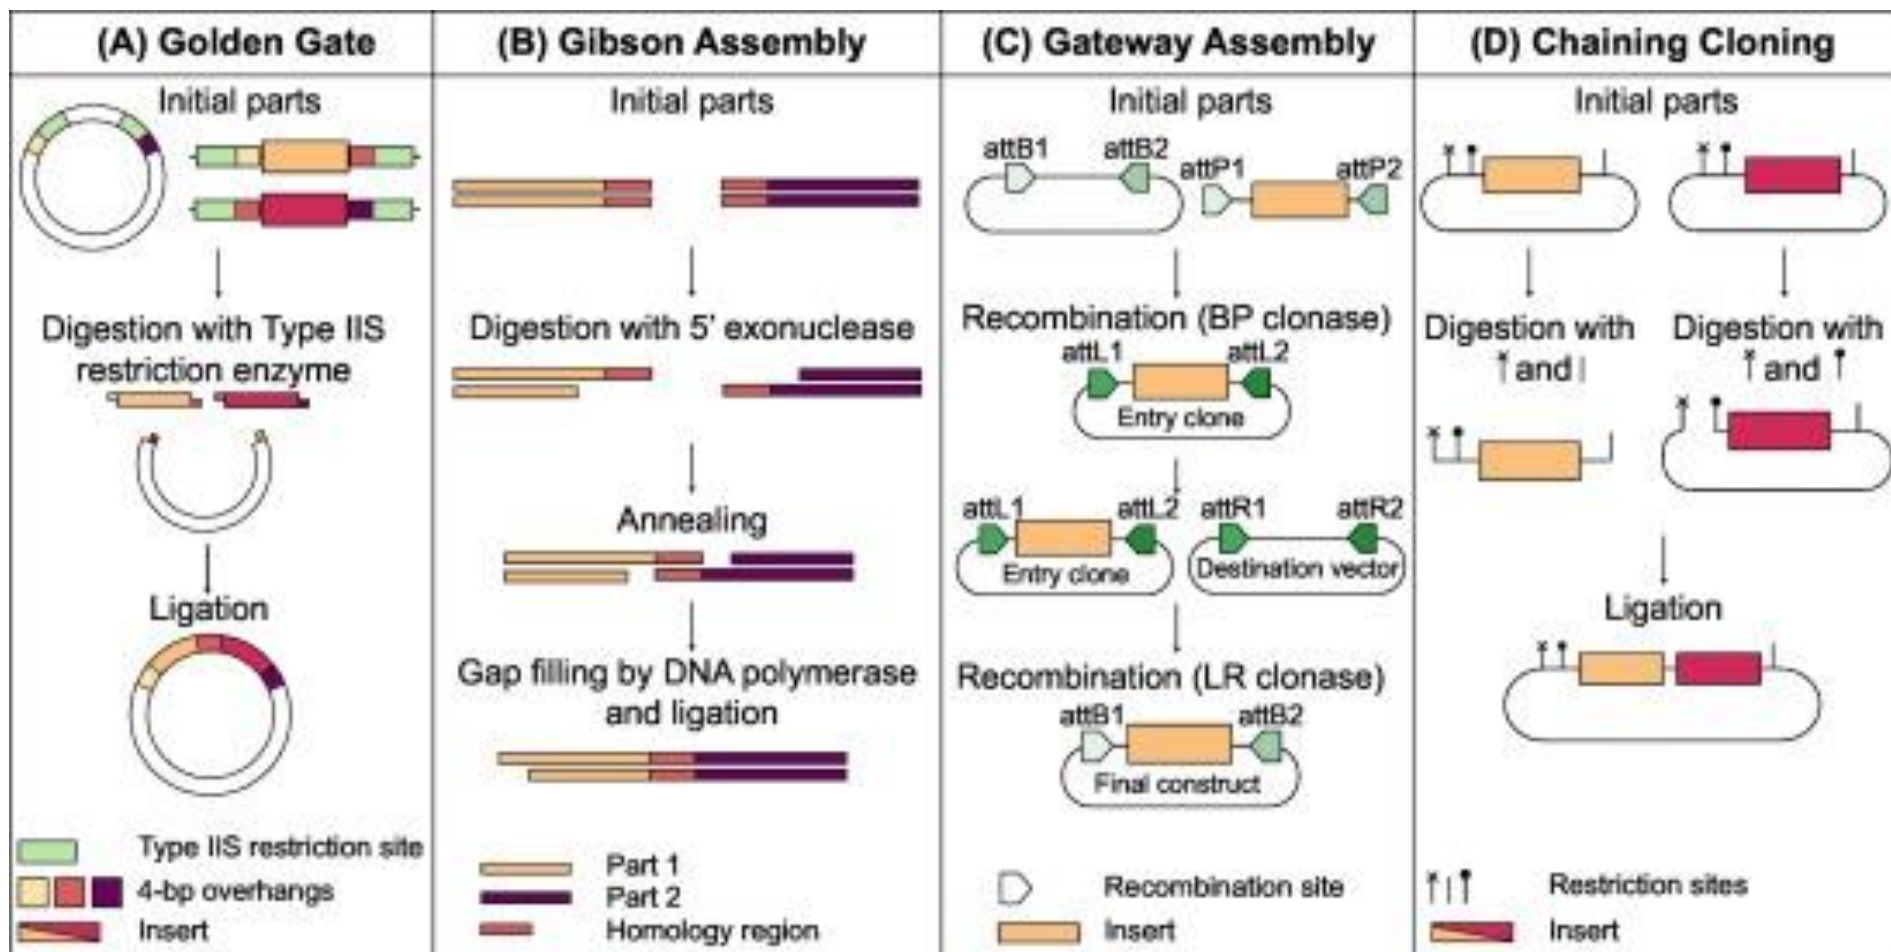 (A) Golden Gate
Initial parts
Digestion with Type IIS
restriction enzyme
Ligation
Type IIS restriction site
4-bp overhangs
Insert
(B) Gibson Assembly
Initial parts
Digestion with 5' exonuclease
Annealing
Gap filling by DNA polymerase
and ligation
Part 1
Part 2
Homology region
(C) Gateway Assembly
Initial parts
attB1 attB2
attP1 attP2
Recombination (BP clonase)
attL1 attL2
Entry clone
attL1 attL2 attR1 attR2
Entry clone Destination vector
Recombination (LR clonase)
attB1 attB2
Final construct
Recombination site
Insert
(D) Chaining Cloning
Initial parts
Digestion with
and
Digestion with
and
Ligation
Restriction sites
Insert